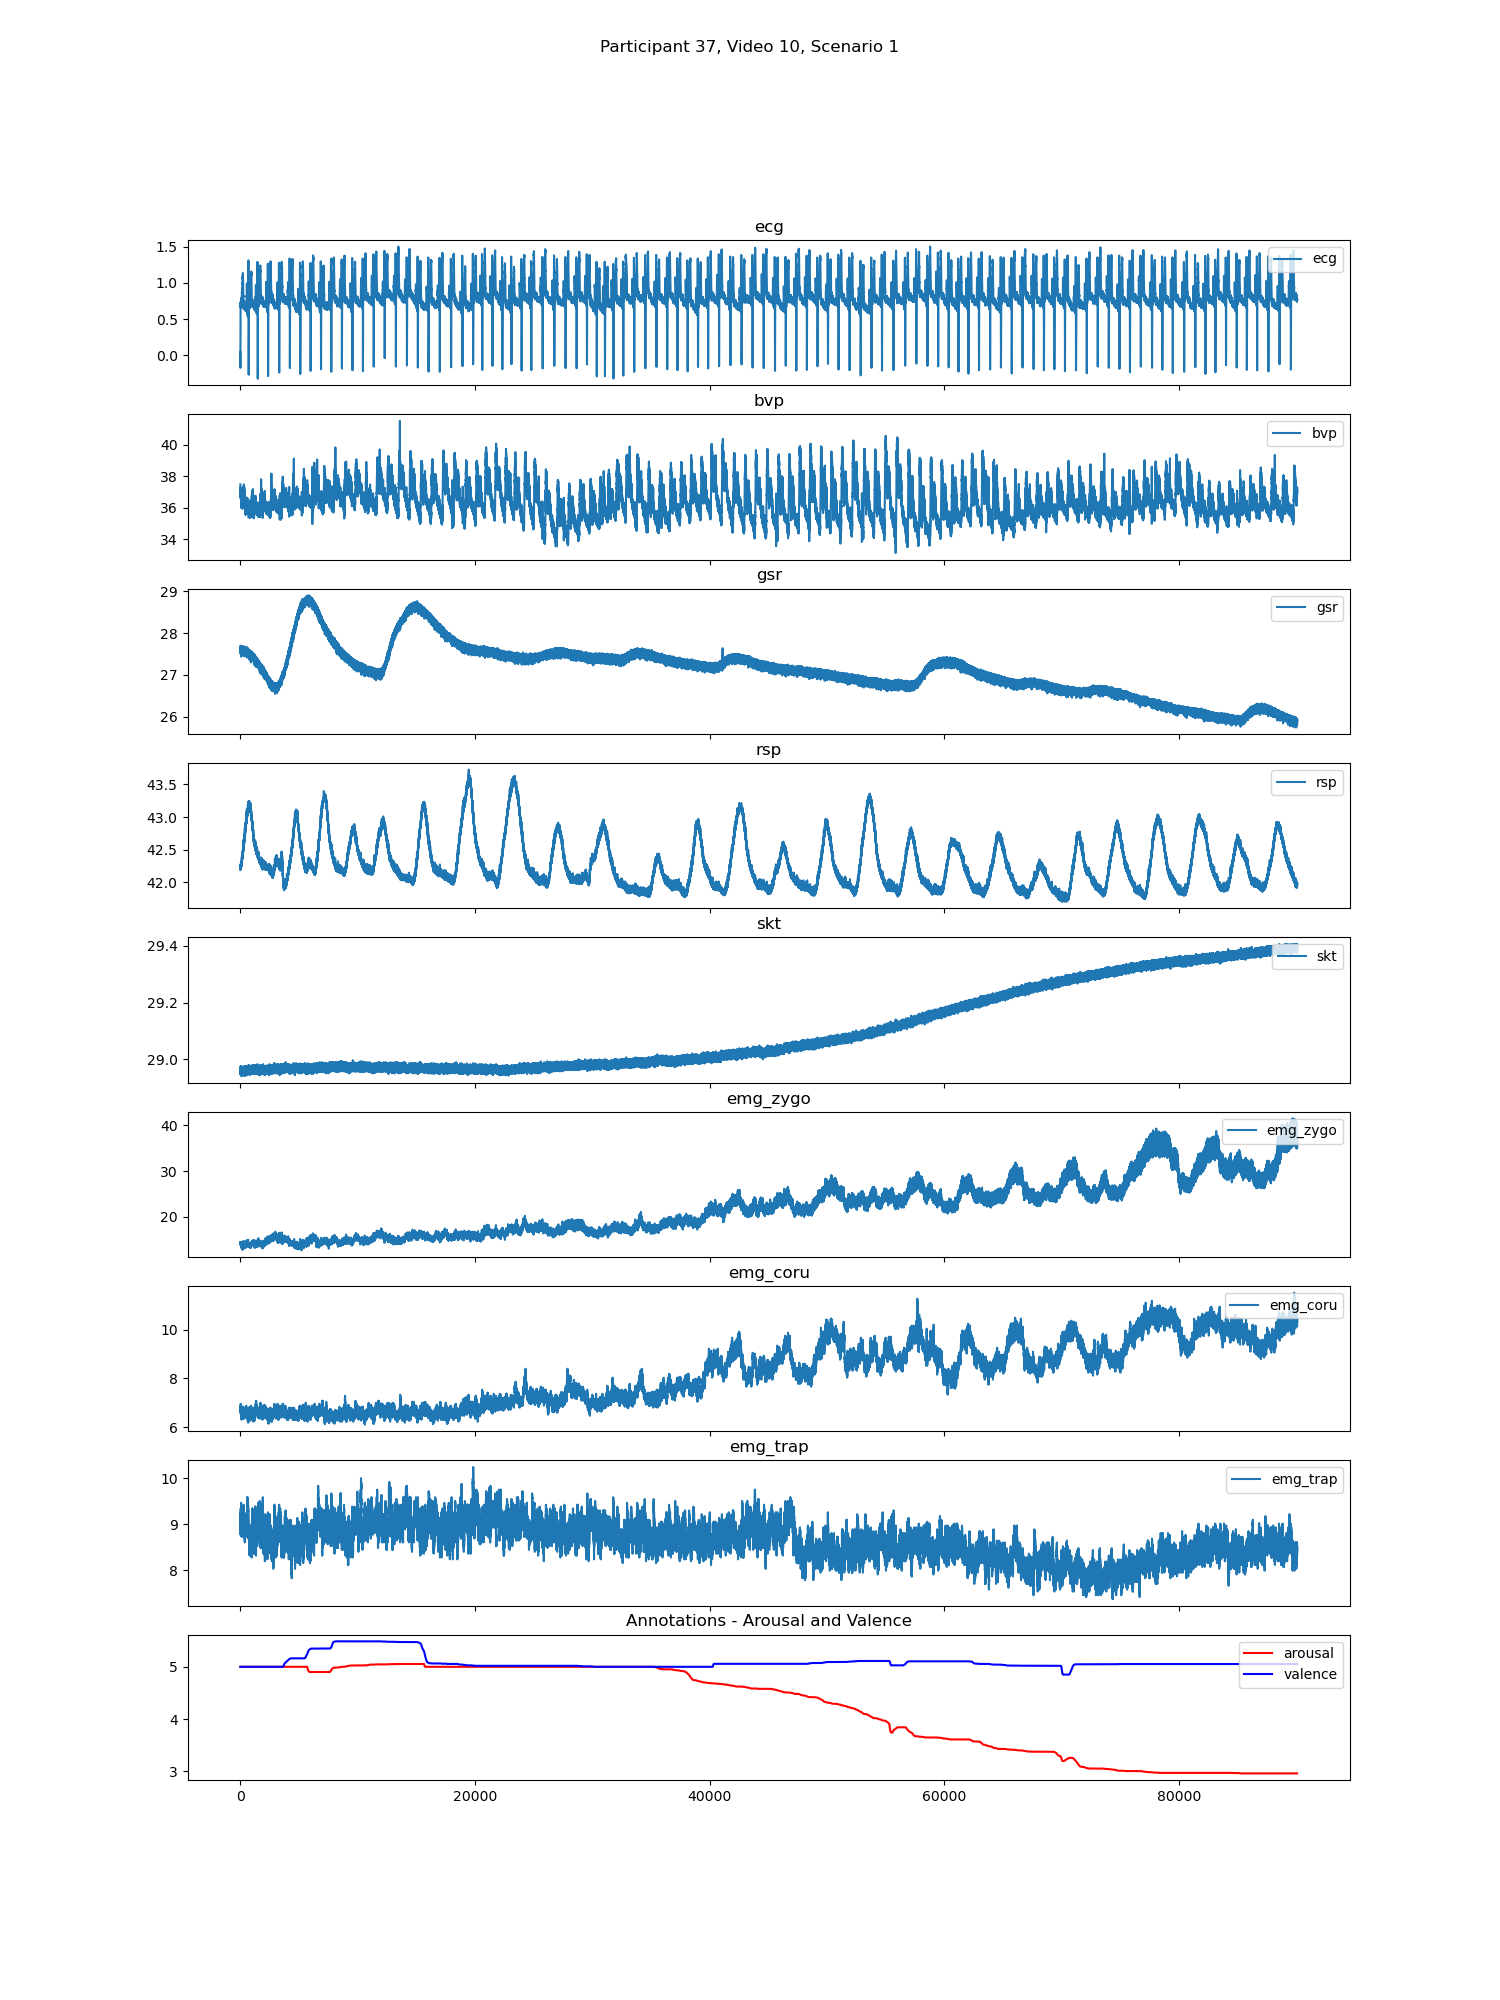 Participant 37, Video 10, Scenario 1
ecg
1.5
1.0
0.5
0.0
ecg
bvp
40
38
36
34
bvp
gsr
29
28
27
26
gsr
rsp
43.5
43.0
42.5
42.0
rsp
skt
29.4
29.2
29.0
skt
emg_zygo
40
30
20
emg_zygo
emg_coru
10
8
6
emg_coru
emg_trap
10
9
8
emg_trap
Annotations - Arousal and Valence
5
4
3
arousal
valence
0 20000 40000 60000 80000